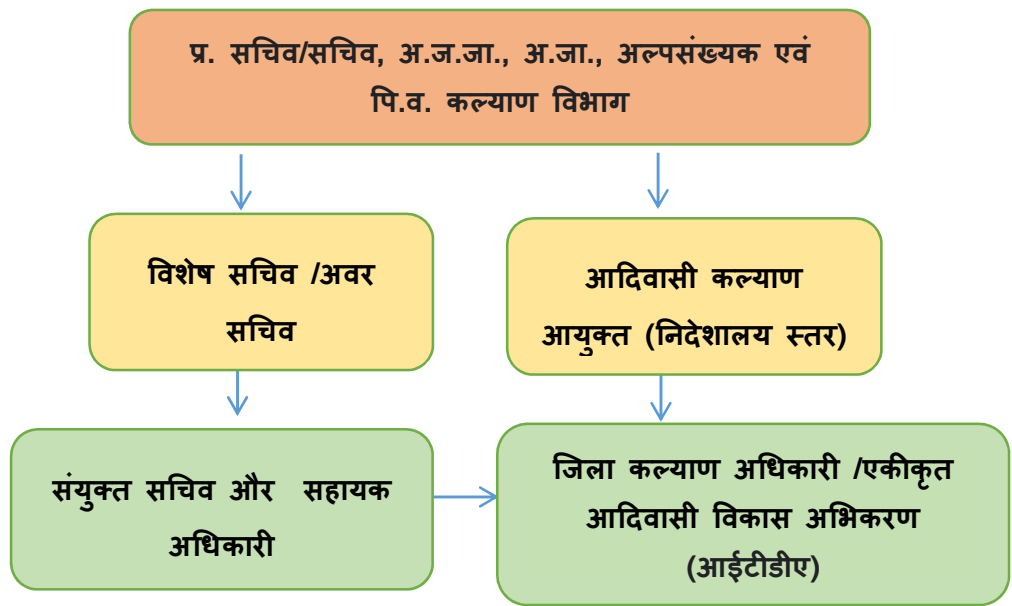 प्र. सचिव/सचिव, अ.ज.जा., अ.जा., अल्पसंख्यक एवं
पि.व. कल्याण विभाग
विशेष सचिव /अवर
सचिव
आदिवासी कल्याण
आयुक्त (निदेशालय स्तर)
संयुक्त सचिव और सहायक
अधिकारी
जिला कल्याण अधिकारी /एकीकृत
आदिवासी विकास अभिकरण
(आईटीडीए)